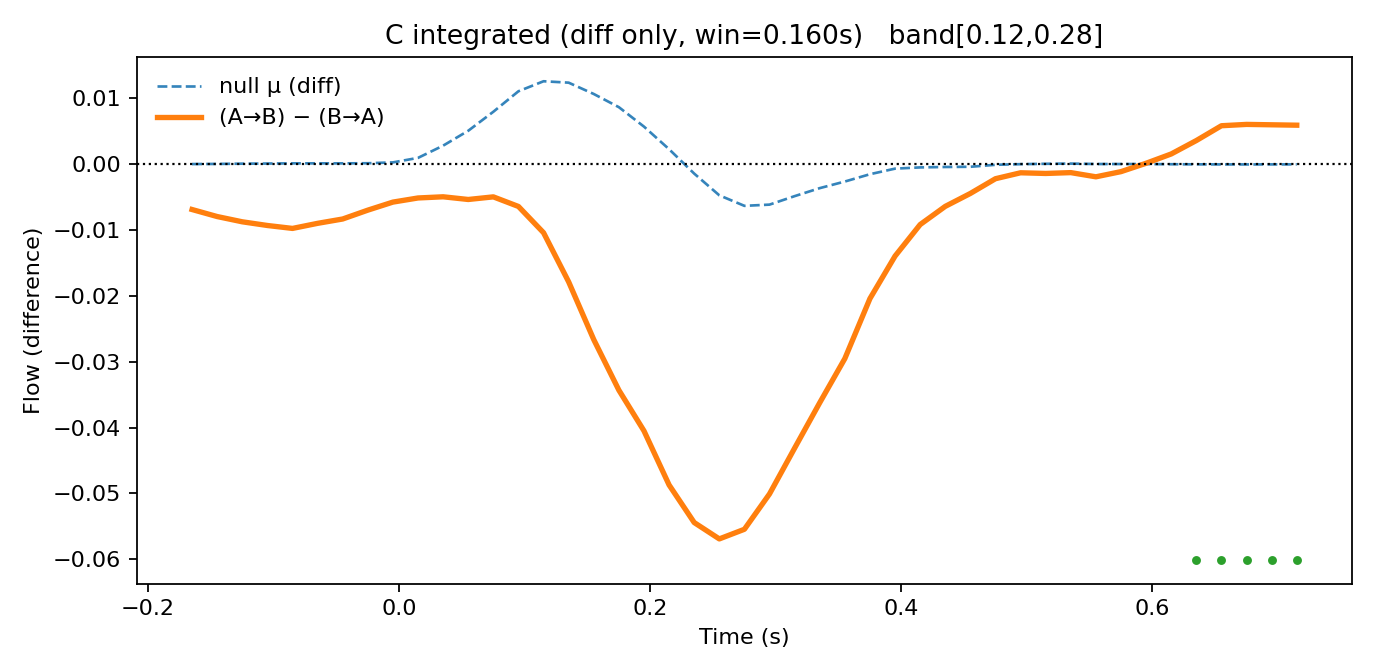 C integrated (diff only, win=0.160s)   band[0.12,0.28]
null μ (diff)
(A→B) − (B→A)
Flow (difference)
0.01
0.00
−0.01
−0.02
−0.03
−0.04
−0.05
−0.06
−0.2
0.0
0.2
0.4
0.6
Time (s)